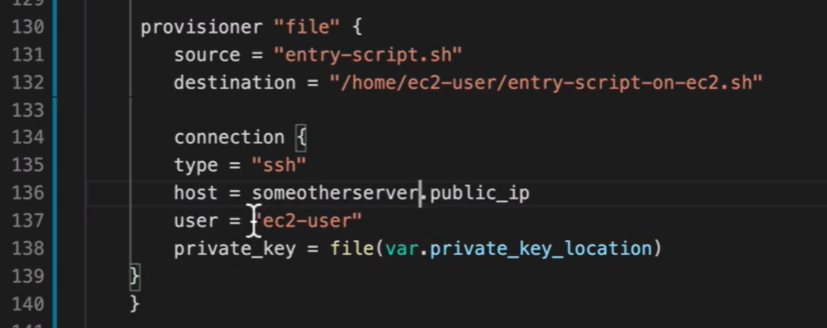 130 provisioner "file" {
131 source = "entry-script.sh"
132 destination = "/home/ec2-user/entry-script-on-ec2.sh"
133
134 connection {
135 type = "ssh"
136 host = someotherserver.public_ip
137 user = "ec2-user"
138 private_key = file(var.private_key_location)
139 }
140 }